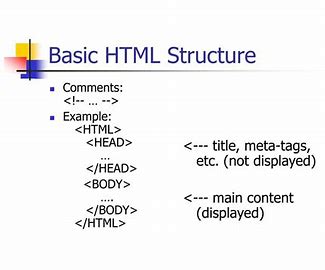 Basic HTML Structure
Comments:
<!-- ... -->
Example:
<HTML>
<HEAD> <--- title, meta-tags,
... etc. (not displayed)
</HEAD>
<BODY>
.... <--- main content
</BODY> (displayed)
</HTML>